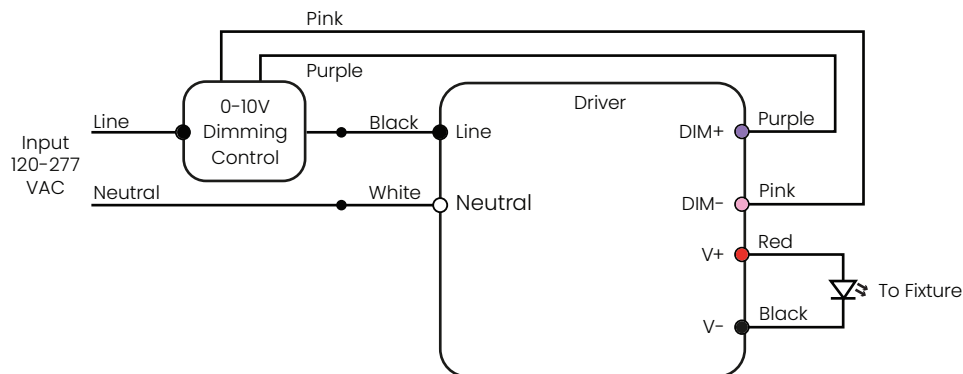 Pink
Purple
0-10V
Dimming
Control
Line
Input
120-277
VAC
Neutral
Black
White
Driver
Line
Neutral
DIM+
Purple
DIM-
Pink
V+
Red
To Fixture
V-
Black